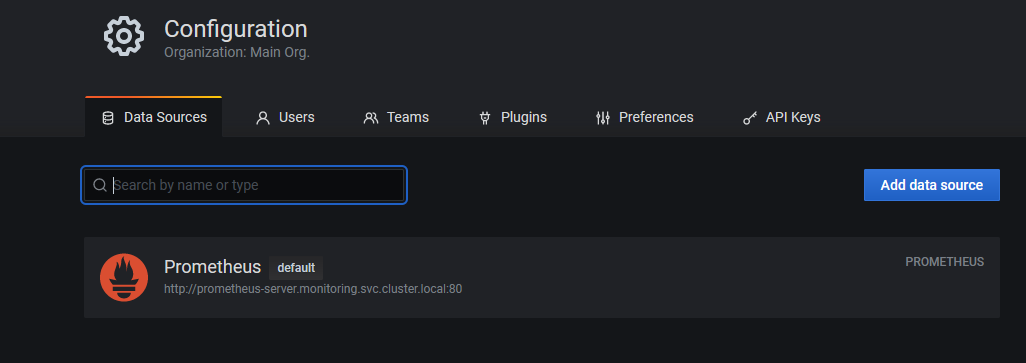 Configuration
Organization: Main Org.
Data Sources Users Teams Plugins Preferences API Keys
Search by name or type
Add data source
Prometheus default
PROMETHEUS
http://prometheus-server.monitoring.svc.cluster.local:80